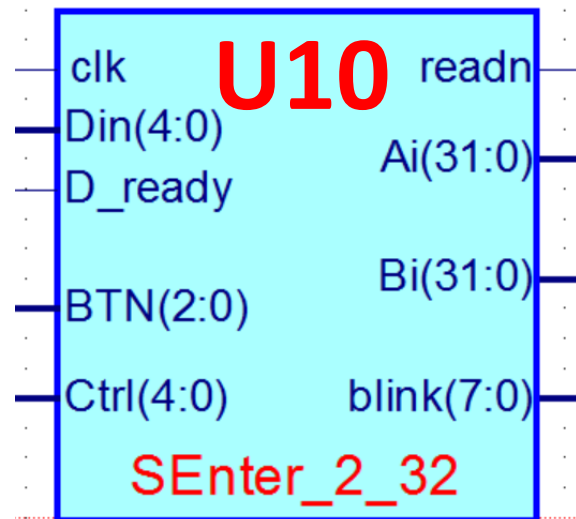 U10
clk readn
Din(4:0)
Ai(31:0)
D_ready
Bi(31:0)
BTN(2:0)
Ctrl(4:0) blink(7:0)
SEnter_2_32